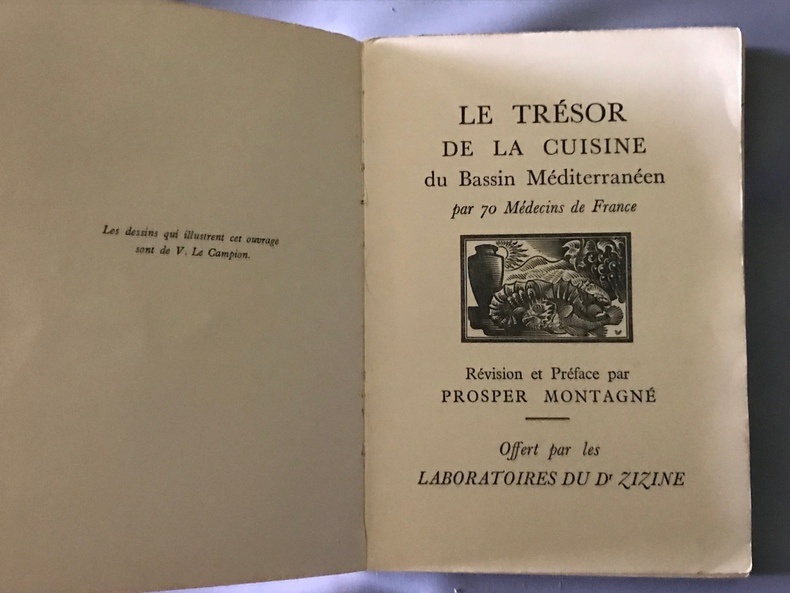 Les dessins qui illustrent cet ouvrage
sont de V. Le Campion.
LE TRÉSOR
DE LA CUISINE
du Bassin Méditerranéen
par 70 Médecins de France
Révision et Préface par
PROSPER MONTAGNÉ
Offert par les
LABORATOIRES DU Dr ZIZINE